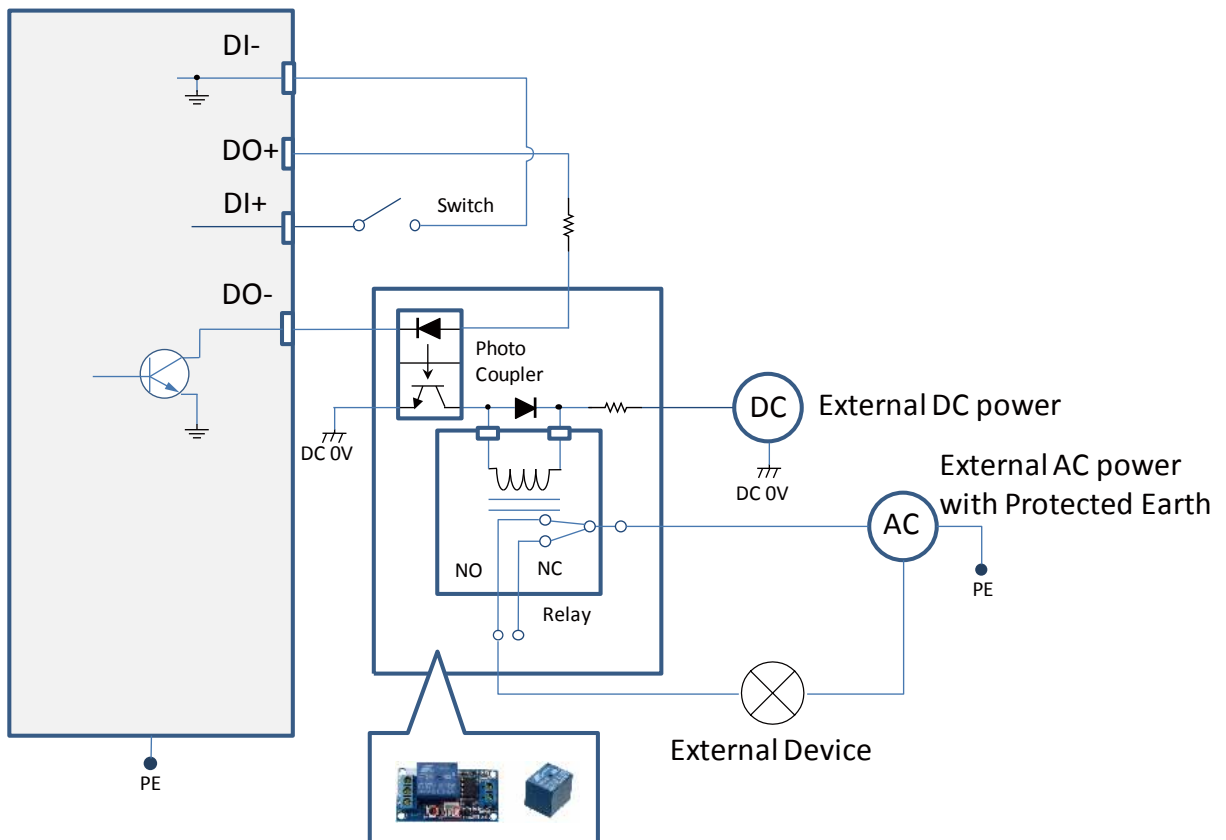 DI-
DO+
DI+
Switch
DO-
Photo
Coupler
DC 0V
DC
External DC power
DC 0V
External AC power
with Protected Earth
AC
PE
NO
NC
Relay
External Device
PE